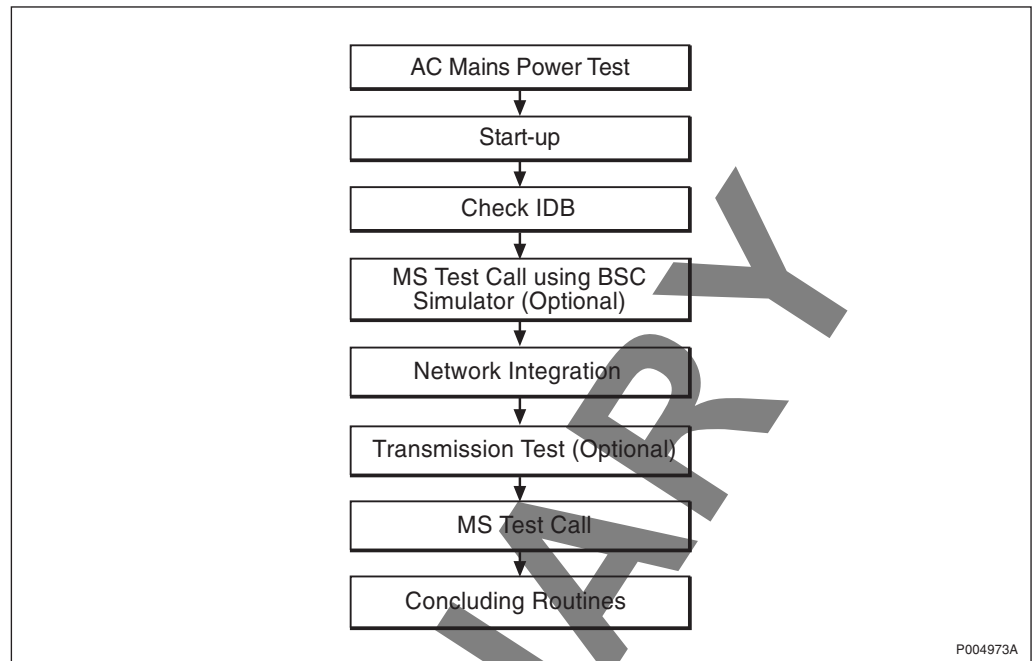 AC Mains Power Test
Start-up
Check IDB
MS Test Call using BSC
Simulator (Optional)
Network Integration
Transmission Test (Optional)
MS Test Call
Concluding Routines
ARY
P004973A